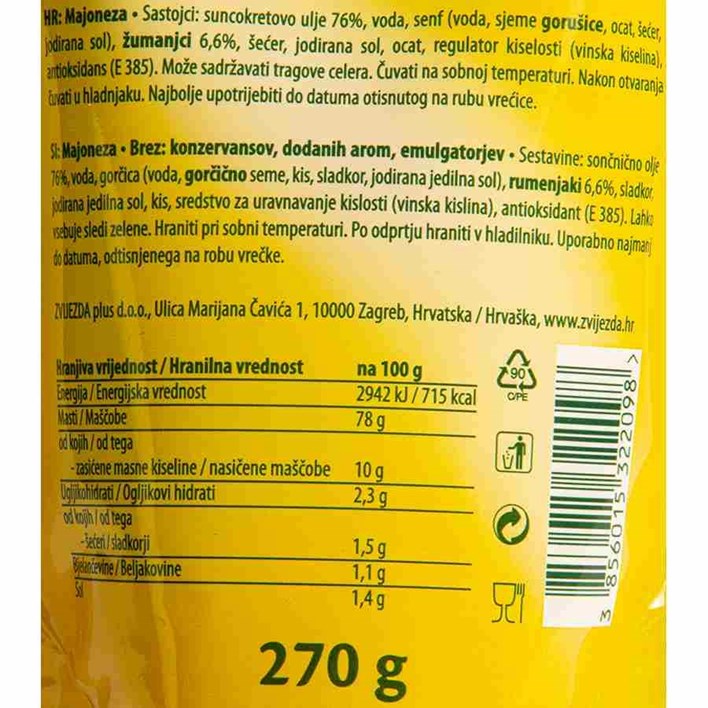 HR: Majoneza • Sastojci: suncokretovo ulje 76%, voda, senf (voda, sjeme gorušice, ocat, šećer,
jodirana sol), žumanjci 6,6%, šećer, jodirana sol, ocat, regulator kiselosti (vinska kiselina),
antioksidans (E 385). Može sadržavati tragove celera. Čuvati na sobnoj temperaturi. Nakon otvaranja
čuvati u hladnjaku. Najbolje upotrijebiti do datuma otisnutog na rubu vrećice.
SI: Majoneza • Brez: konzervansov, dodanih arom, emulgatorjev • Sestavine: sončnično olje
76%, voda, gorčica (voda, gorčično seme, kis, sladkor, jodirana jedilna sol), rumenjaki 6,6%, sladkor,
jodirana jedilna sol, kis, sredstvo za uravnavanje kislosti (vinska kislina), antioksidant (E 385). Lahko
vsebuje sledi zelene. Hraniti pri sobni temperaturi. Po odprtju hraniti v hladilniku. Uporabno najmanj
do datuma, odtisnjenega na robu vrečke.
ZVIJEZDA plus d.o.o., Ulica Marijana Čavića 1, 10000 Zagreb, Hrvatska / Hrvaška, www.zvijezda.hr
Hranjiva vrijednost / Hranilna vrednost na 100 g
Energija / Energijska vrednost 2942 kJ / 715 kcal
Masti / Maščobe 78 g
od kojih / od tega
- zasićene masne kiseline / nasičene maščobe 10 g
Ugljikohidrati / Ogljikovi hidrati 2,3 g
od kojih / od tega
- šećeri / sladkorji 1,5 g
Bjelančevine / Beljakovine 1,1 g
Sol 1,4 g
90
C/PE
3 856015 322098 >
270 g